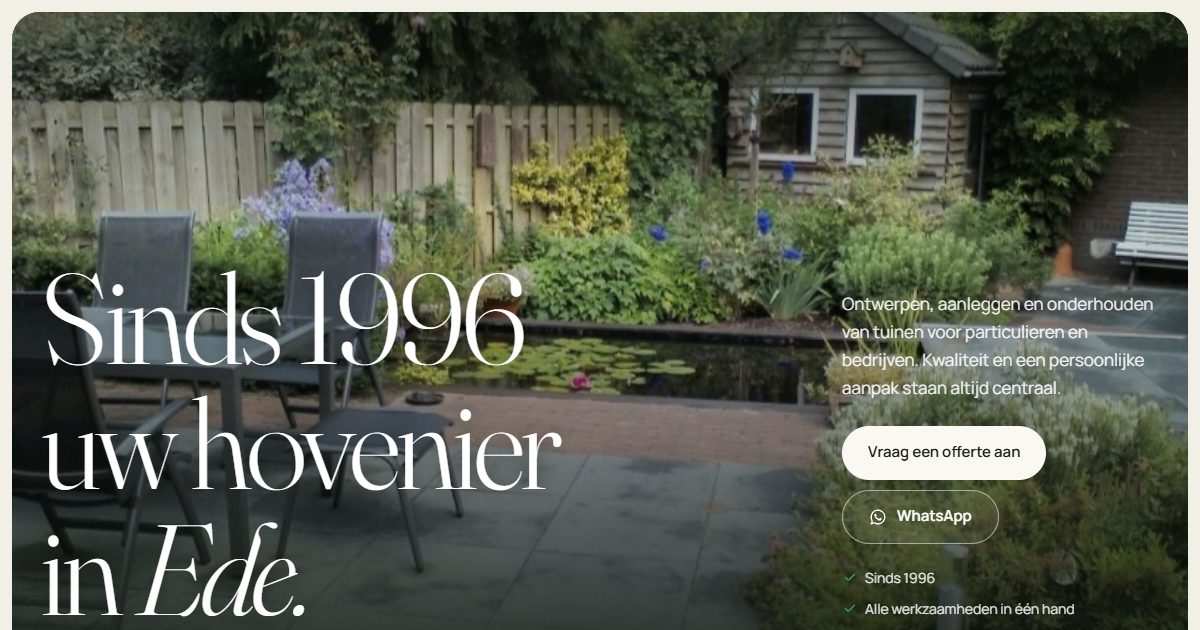 Sinds 1996
uw hovenier
in Ede.
Ontwerpen, aanleggen en onderhouden
van tuinen voor particulieren en
bedrijven. Kwaliteit en een persoonlijke
aanpak staan altijd centraal.
Vraag een offerte aan
WhatsApp
Sinds 1996
Alle werkzaamheden in één hand